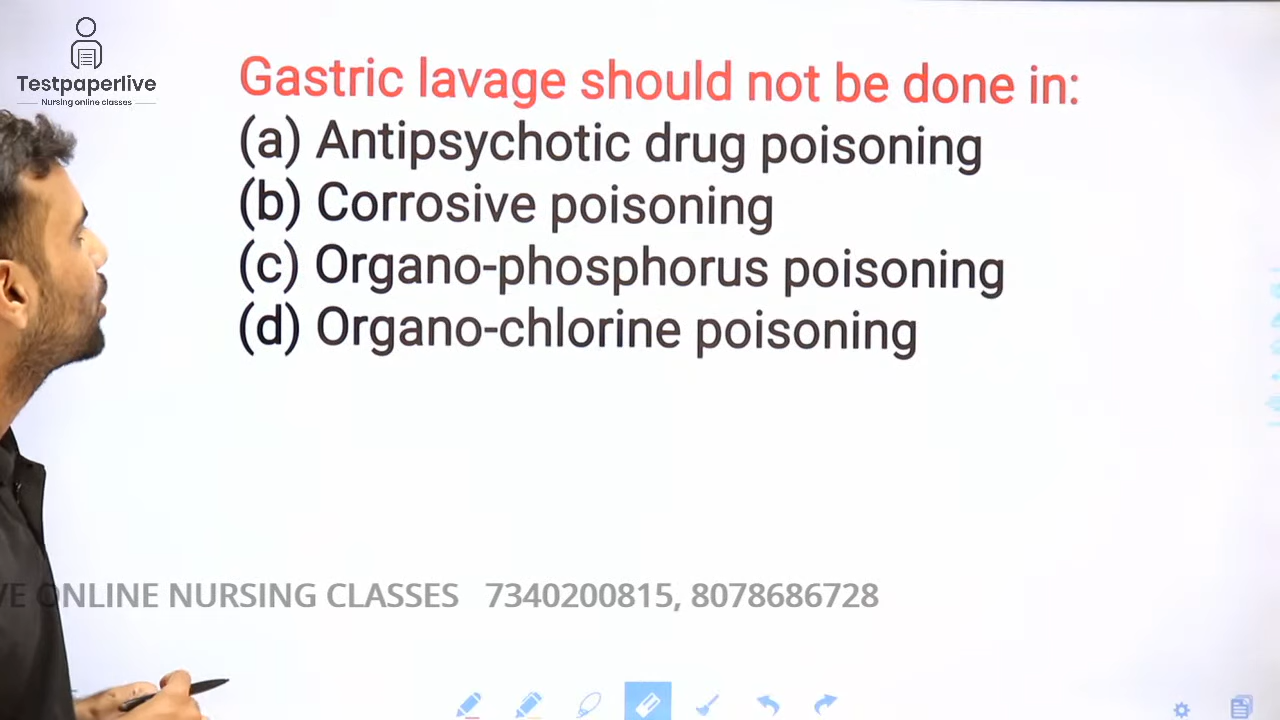 Testpaperlive
Nursing online classes
Gastric lavage should not be done in:
(a) Antipsychotic drug poisoning
(b) Corrosive poisoning
(c) Organo-phosphorus poisoning
(d) Organo-chlorine poisoning
VE ONLINE NURSING CLASSES 7340200815, 8078686728